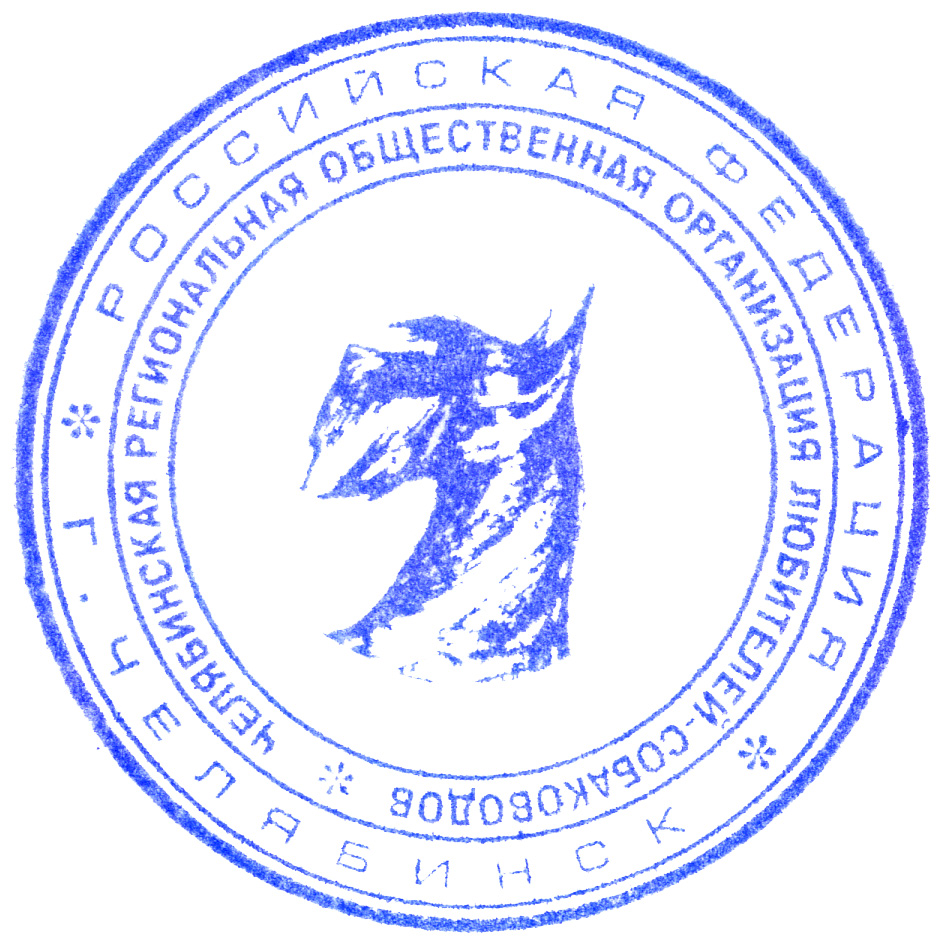 РОССИЙСКАЯ ФЕДЕРАЦИЯ
* Г. ЧЕЛЯБИНСК *
ЧЕЛЯБИНСКАЯ РЕГИОНАЛЬНАЯ ОБЩЕСТВЕННАЯ ОРГАНИЗАЦИЯ ЛЮБИТЕЛЕЙ-СОБАКОВОДОВ *